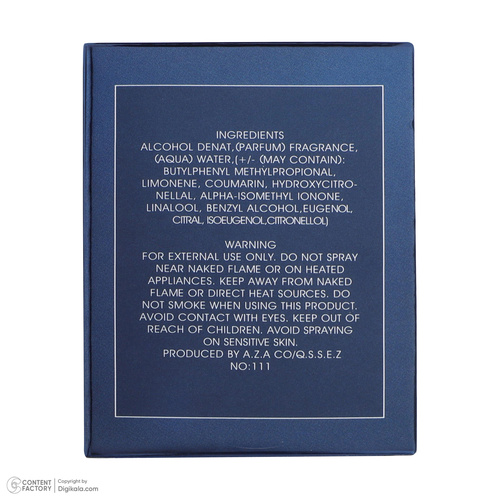 INGREDIENTS
ALCOHOL DENAT,(PARFUM) FRAGRANCE,
(AQUA) WATER,(+/- (MAY CONTAIN):
BUTYLPHENYL METHYLPROPIONAL,
LIMONENE, COUMARIN, HYDROXYCITRO-
NELLAL, ALPHA-ISOMETHYL IONONE,
LINALOOL, BENZYL ALCOHOL,EUGENOL,
CITRAL, ISOEUGENOL,CITRONELLOL)
WARNING
FOR EXTERNAL USE ONLY. DO NOT SPRAY
NEAR NAKED FLAME OR ON HEATED
APPLIANCES. KEEP AWAY FROM NAKED
FLAME OR DIRECT HEAT SOURCES. DO
NOT SMOKE WHEN USING THIS PRODUCT.
AVOID CONTACT WITH EYES. KEEP OUT OF
REACH OF CHILDREN. AVOID SPRAYING
ON SENSITIVE SKIN.
PRODUCED BY A.Z.A CO/Q.S.S.E.Z
NO:111
CONTENT FACTORY
Copyright by
Digikala.com